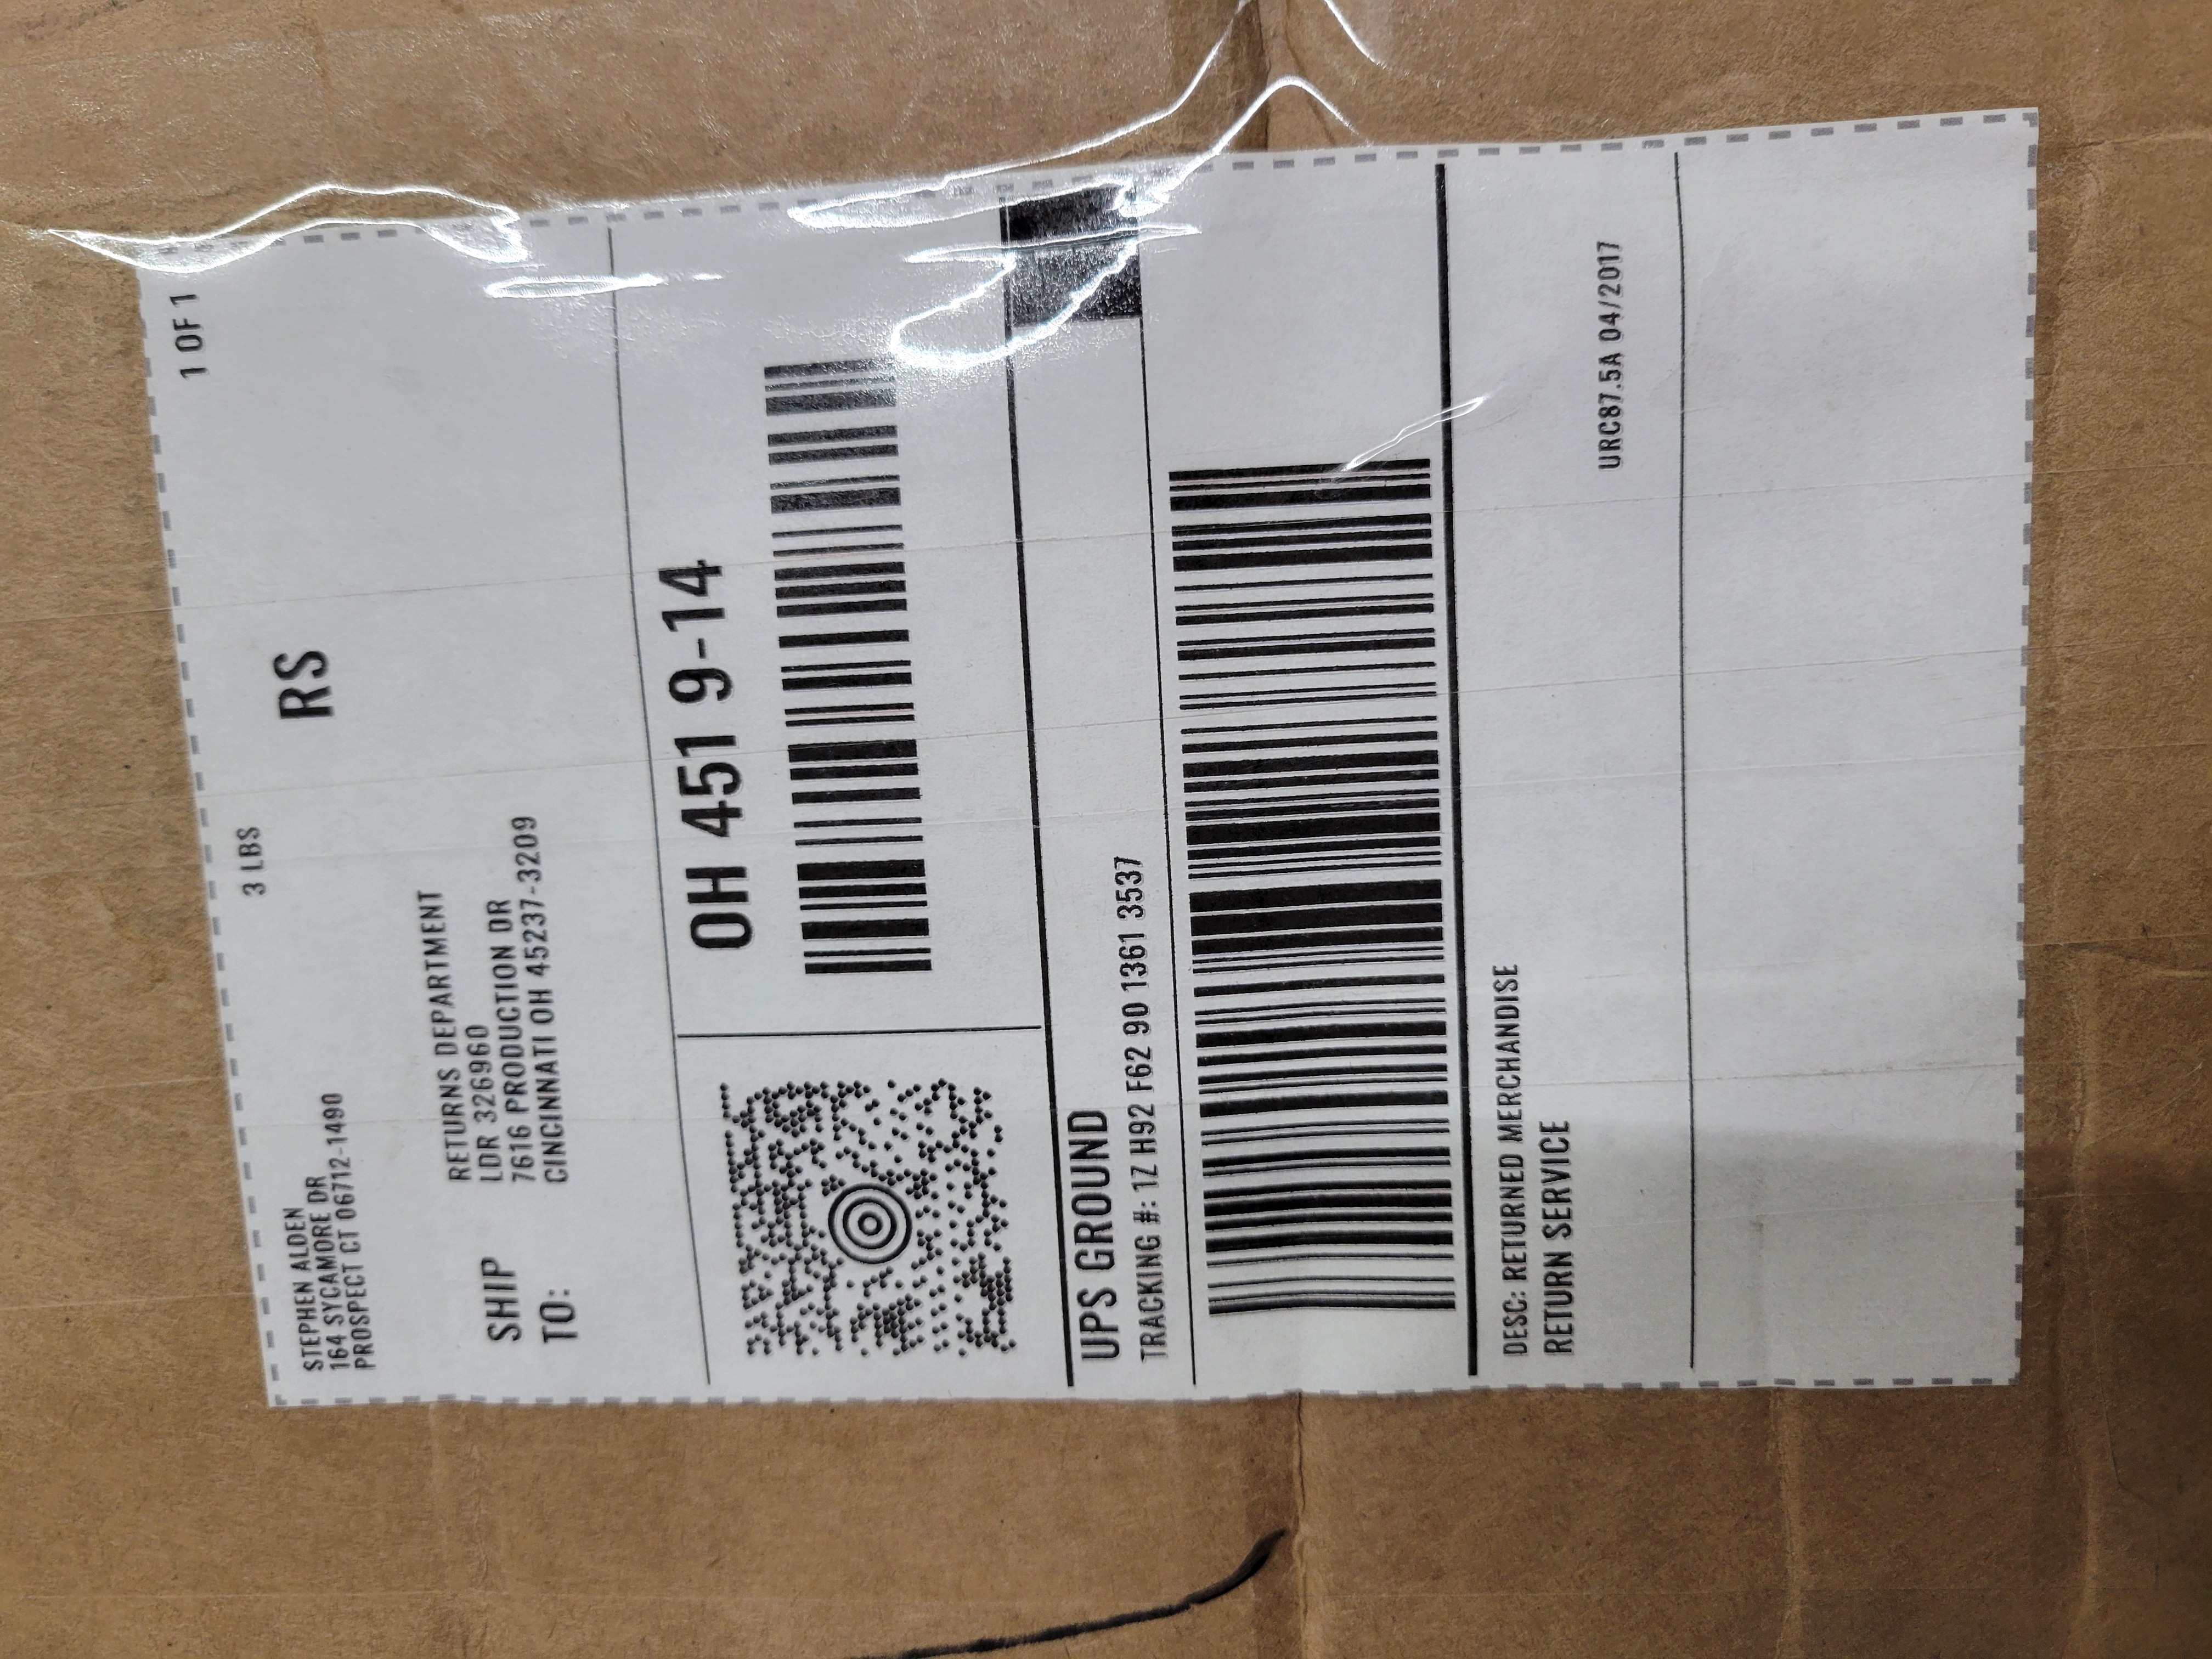 1 OF 1
3 LBS
RS
STEPHEN ALDEN
164 SYCAMORE DR
PROSPECT CT 06712-1490
SHIP
TO:
RETURNS DEPARTMENT
LDR 3326960
7616 PRODUCTION DR
CINCINNATI OH 45237-3209
OH 451 9-14
UPS GROUND
TRACKING #: 1Z H92 F62 90 1361 3537
DESC: RETURNED MERCHANDISE
RETURN SERVICE
URC87.5A 04/2017